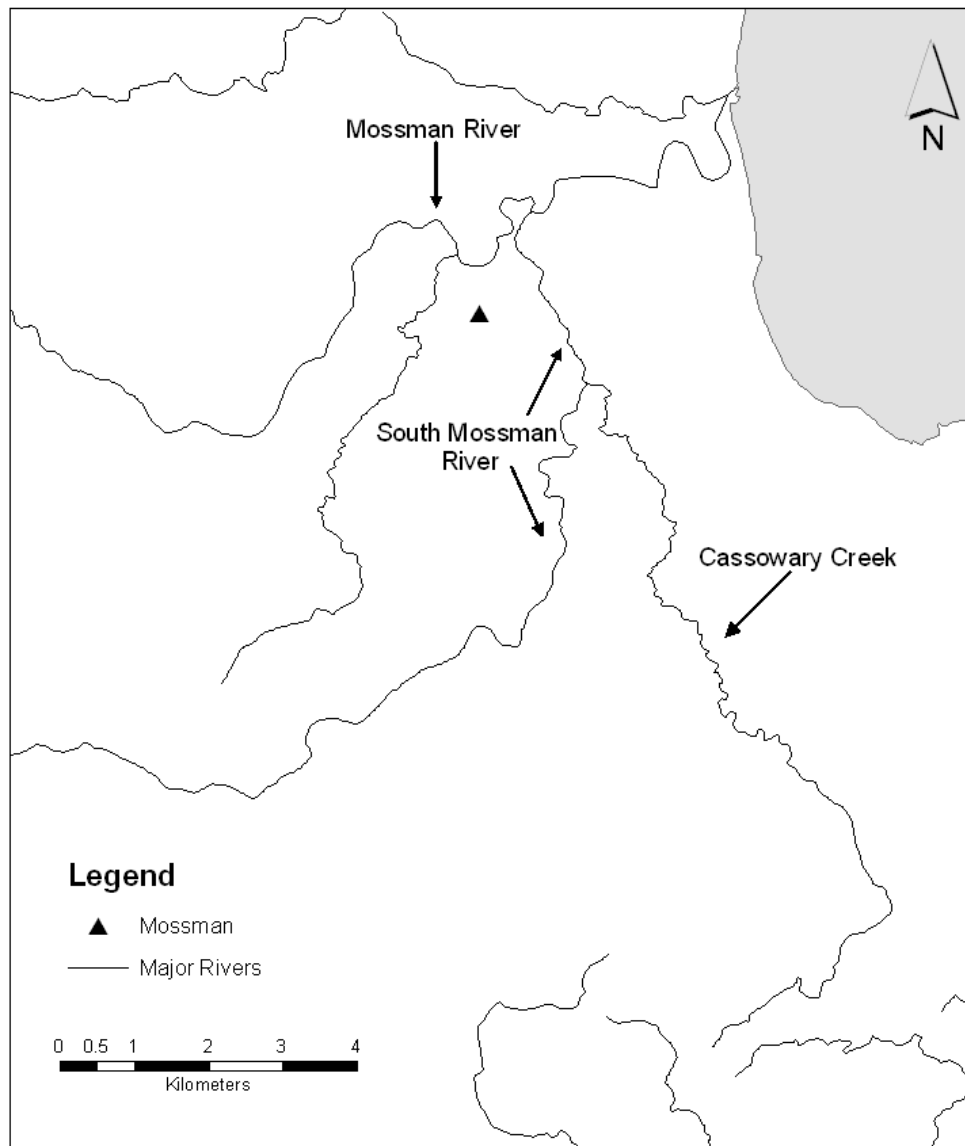 Mossman River
N
South Mossman
River
Cassowary Creek
Legend
Mossman
Major Rivers
0 0.5 1 2 3 4
Kilometers